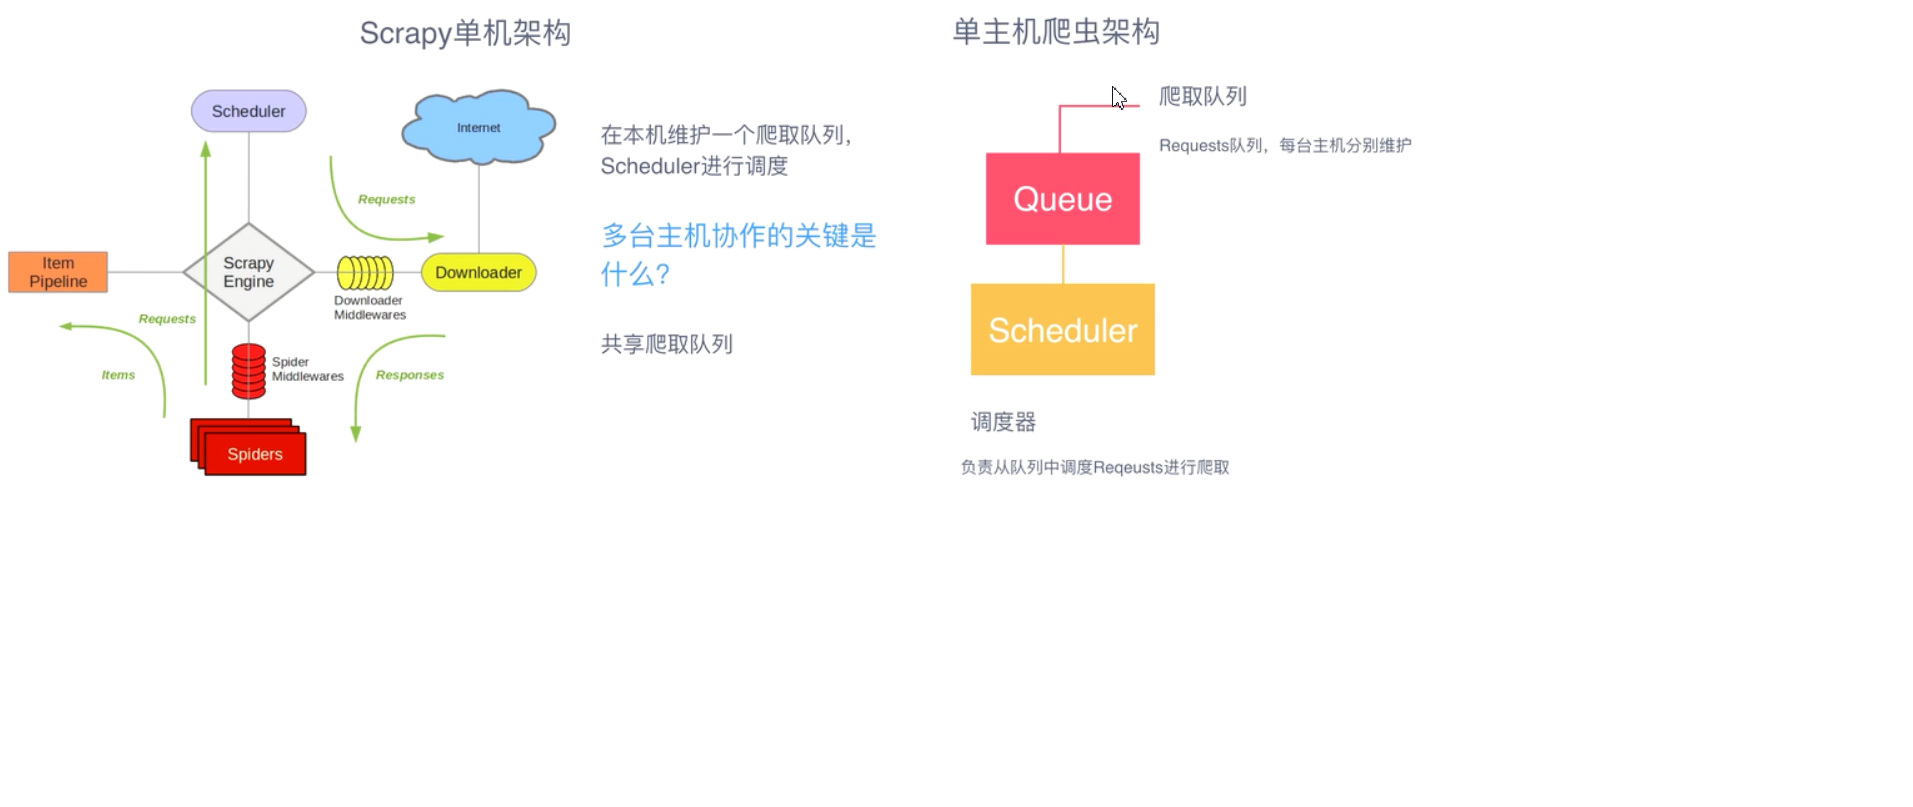 Scrapy单机架构
Scheduler
Internet
Requests
Item
Pipeline
Scrapy
Engine
Downloader
Downloader
Middlewares
Requests
Spider
Middlewares
Items
Responses
Spiders
在本机维护一个爬取队列，
Scheduler进行调度
多台主机协作的关键是
什么？
共享爬取队列
单主机爬虫架构
爬取队列
Requests队列，每台主机分别维护
Queue
Scheduler
调度器
负责从队列中调度Reqeusts进行爬取